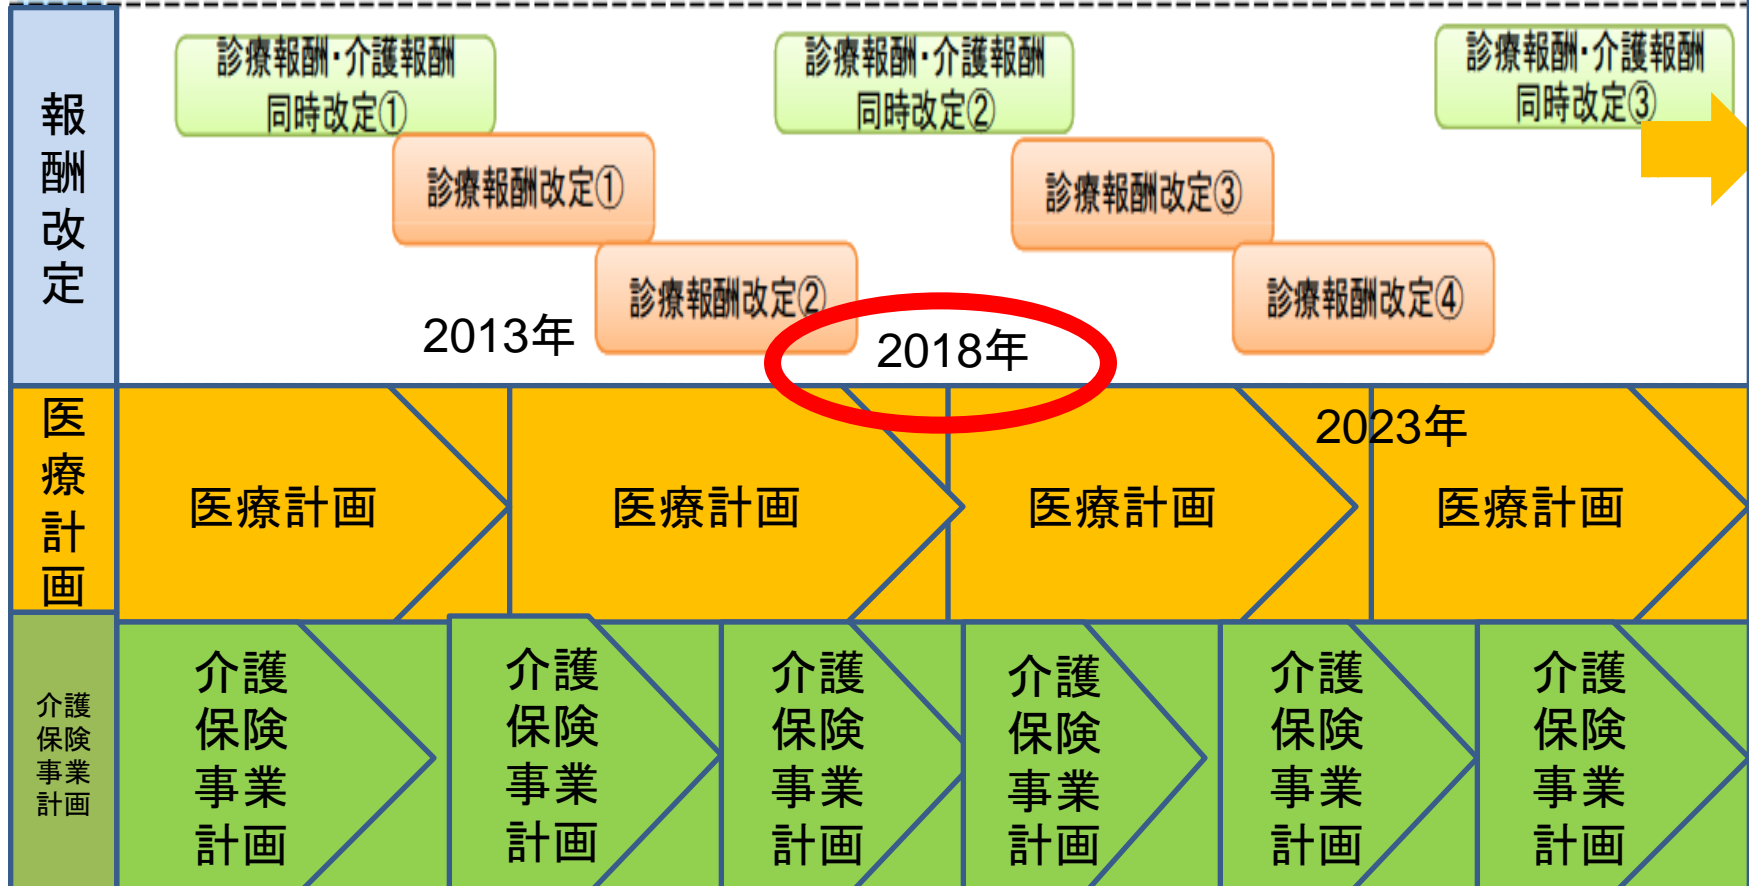 報酬改定
診療報酬・介護報酬
同時改定①
診療報酬・介護報酬
同時改定②
診療報酬・介護報酬
同時改定③
診療報酬改定①
診療報酬改定③
診療報酬改定②
診療報酬改定④
2013年
2018年
医療計画
2023年
医療計画
医療計画
医療計画
医療計画
介護
保険
事業
計画
介護
保険
事業
計画
介護
保険
事業
計画
介護
保険
事業
計画
介護
保険
事業
計画
介護
保険
事業
計画
介護
保険
事業
計画